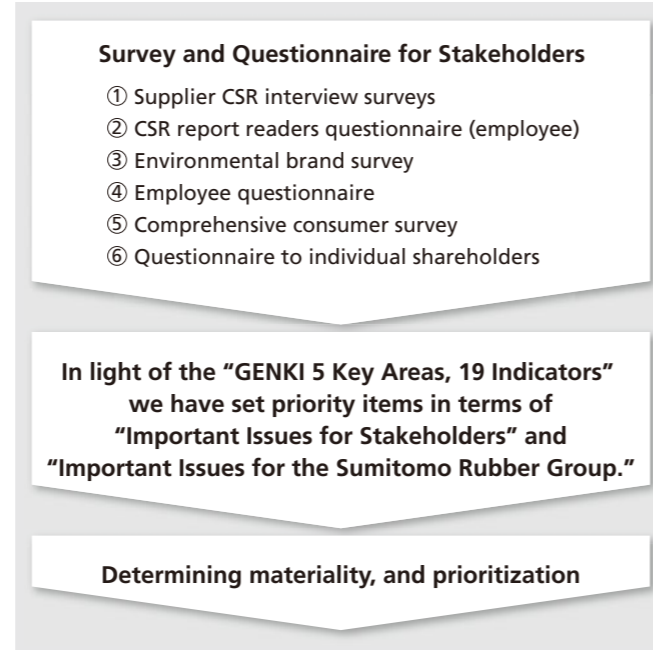 Survey and Questionnaire for Stakeholders
① Supplier CSR interview surveys
② CSR report readers questionnaire (employee)
③ Environmental brand survey
④ Employee questionnaire
⑤ Comprehensive consumer survey
⑥ Questionnaire to individual shareholders
In light of the “GENKI 5 Key Areas, 19 Indicators”
we have set priority items in terms of
“Important Issues for Stakeholders” and
“Important Issues for the Sumitomo Rubber Group.”
Determining materiality, and prioritization